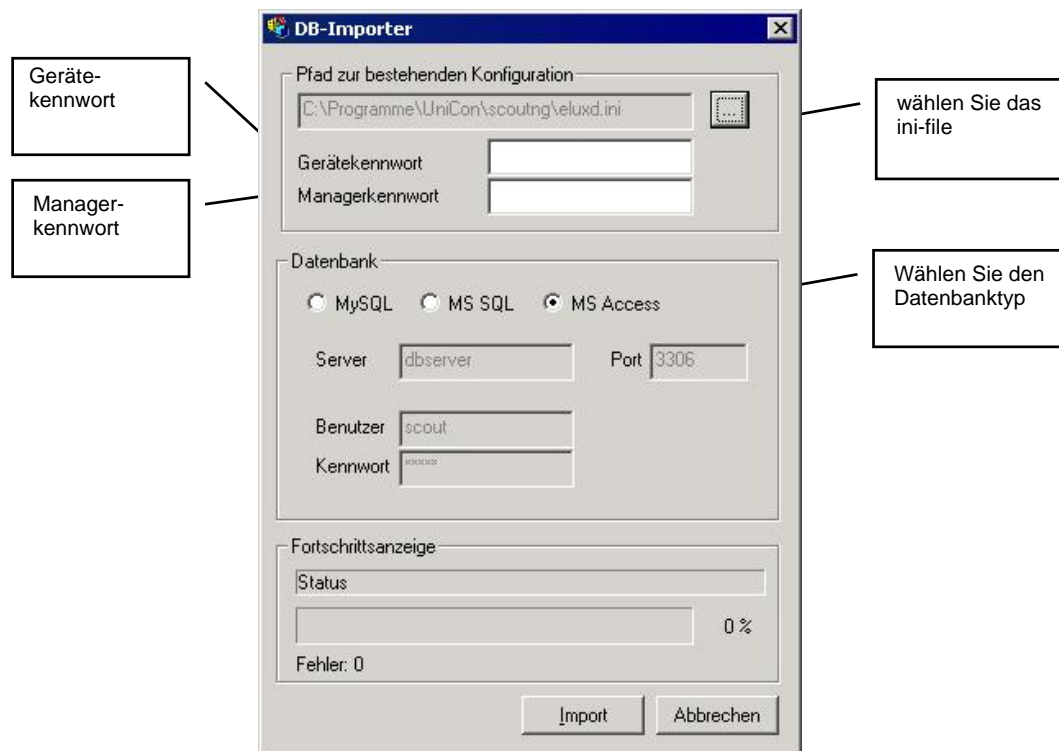 DB-Importer
Geräte-
kennwort
Manager-
kennwort
Pfad zur bestehenden Konfiguration
C:\Programme\UniCon\scoutng\eluxd.ini
...
wählen Sie das
ini-file
Gerätekennwort
Managerkennwort
Datenbank
MySQL MS SQL MS Access
Wählen Sie den
Datenbanktyp
Server dbserver Port 3306
Benutzer scout
Kennwort *****
Fortschrittsanzeige
Status
0 %
Fehler: 0
Import Abbrechen